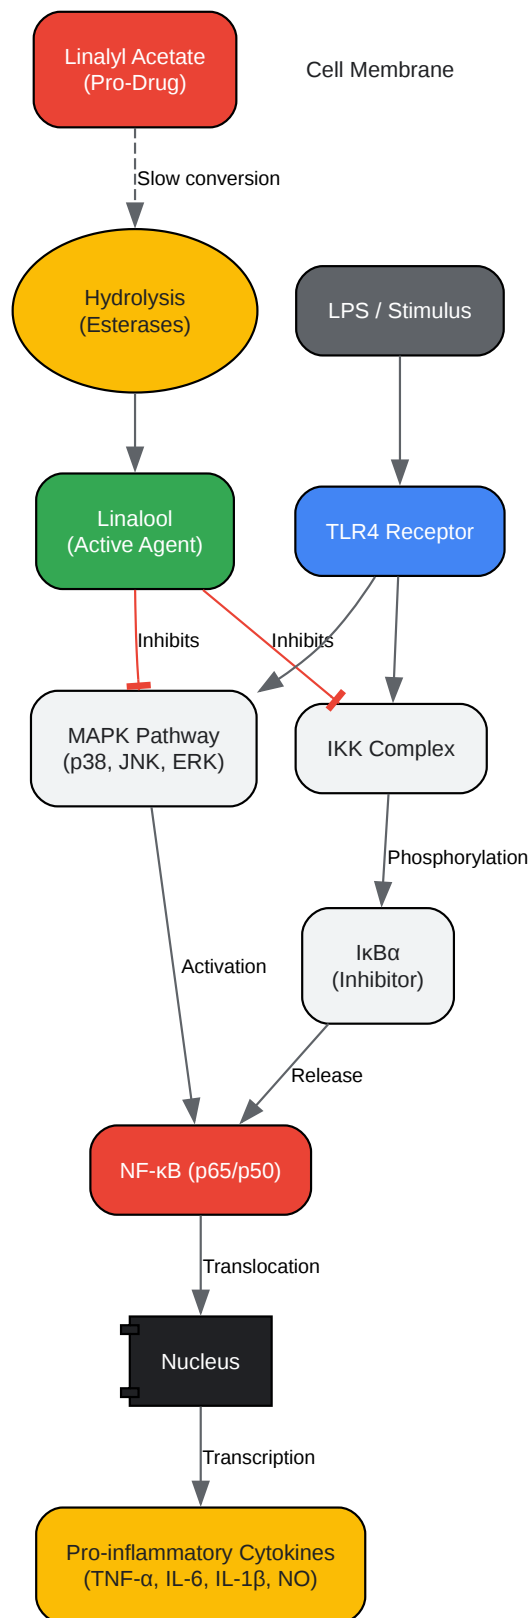 Linalyl Acetate
(Pro-Drug)
Cell Membrane
Slow conversion
Hydrolysis
(Esterases)
LPS / Stimulus
Linalool
(Active Agent)
TLR4 Receptor
Inhibits
Inhibits
MAPK Pathway
(p38, JNK, ERK)
IKK Complex
Phosphorylation
IκBα
(Inhibitor)
Activation
Release
NF-κB (p65/p50)
Translocation
Nucleus
Transcription
Pro-inflammatory Cytokines
(TNF-α, IL-6, IL-1β, NO)